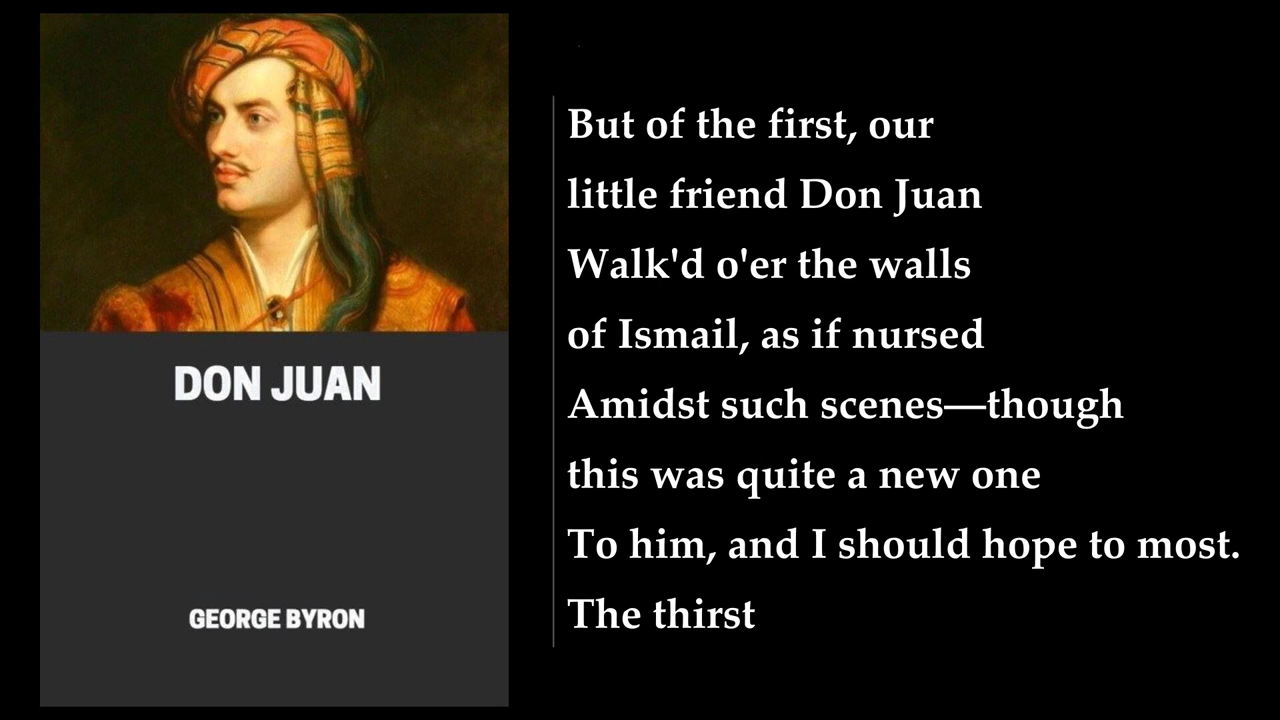 DON JUAN
GEORGE BYRON
But of the first, our
little friend Don Juan
Walk'd o'er the walls
of Ismail, as if nursed
Amidst such scenes—though
this was quite a new one
To him, and I should hope to most.
The thirst